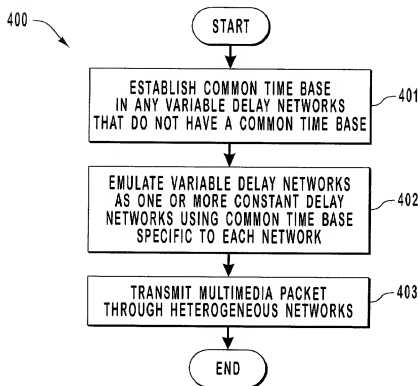 400
START
ESTABLISH COMMON TIME BASE
IN ANY VARIABLE DELAY NETWORKS
THAT DO NOT HAVE A COMMON TIME BASE
401
EMULATE VARIABLE DELAY NETWORKS
AS ONE OR MORE CONSTANT DELAY
NETWORKS USING COMMON TIME BASE
SPECIFIC TO EACH NETWORK
402
TRANSMIT MULTIMEDIA PACKET
THROUGH HETEROGENEOUS NETWORKS
403
END